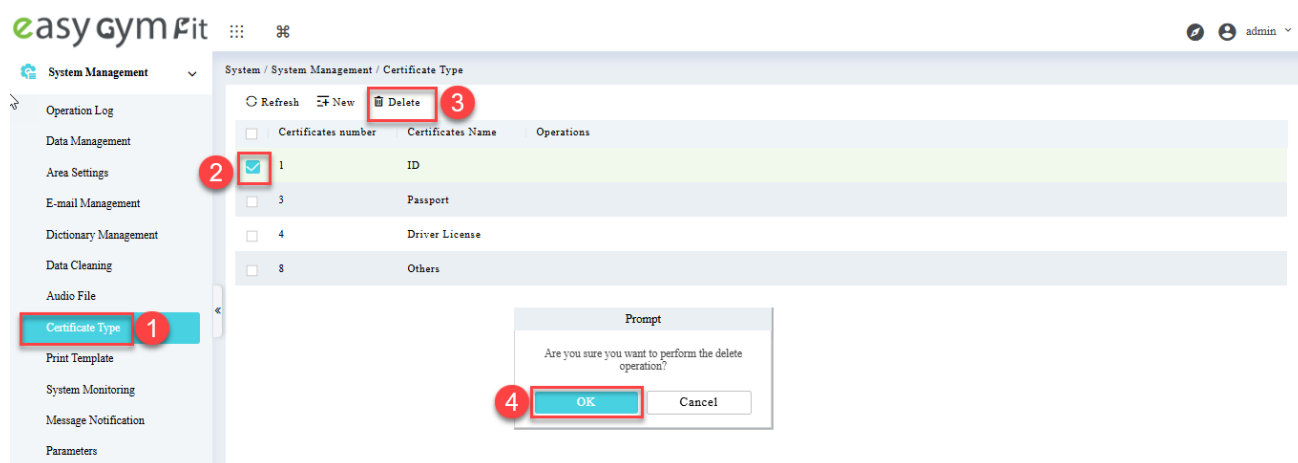 easy Gym Fit
admin
System Management
System / System Management / Certificate Type
Operation Log
Data Management
Area Settings
E-mail Management
Dictionary Management
Data Cleaning
Audio File
Certificate Type
1
Print Template
System Monitoring
Message Notification
Parameters
Refresh New Delete
3
Certificates number Certificates Name Operations
2
1 ID
3 Passport
4 Driver License
8 Others
«
Prompt
Are you sure you want to perform the delete
operation?
4
OK Cancel